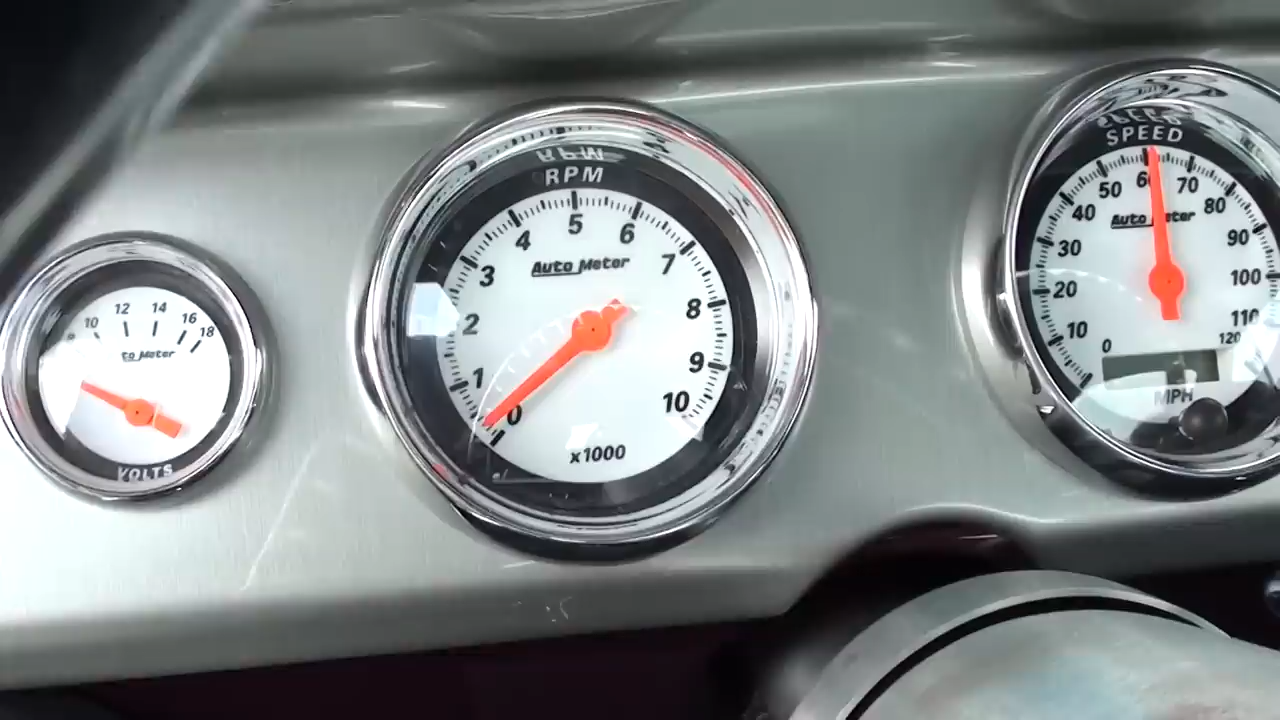 8 10 12 14 16 18
to Meter
VOLTS
RPM
0 1 2 3 4 5 6 7 8 9 10
Auto Meter
x1000
SPEED
0 10 20 30 40 50 60 70 80 90 100 110 120
Auto Meter
MPH